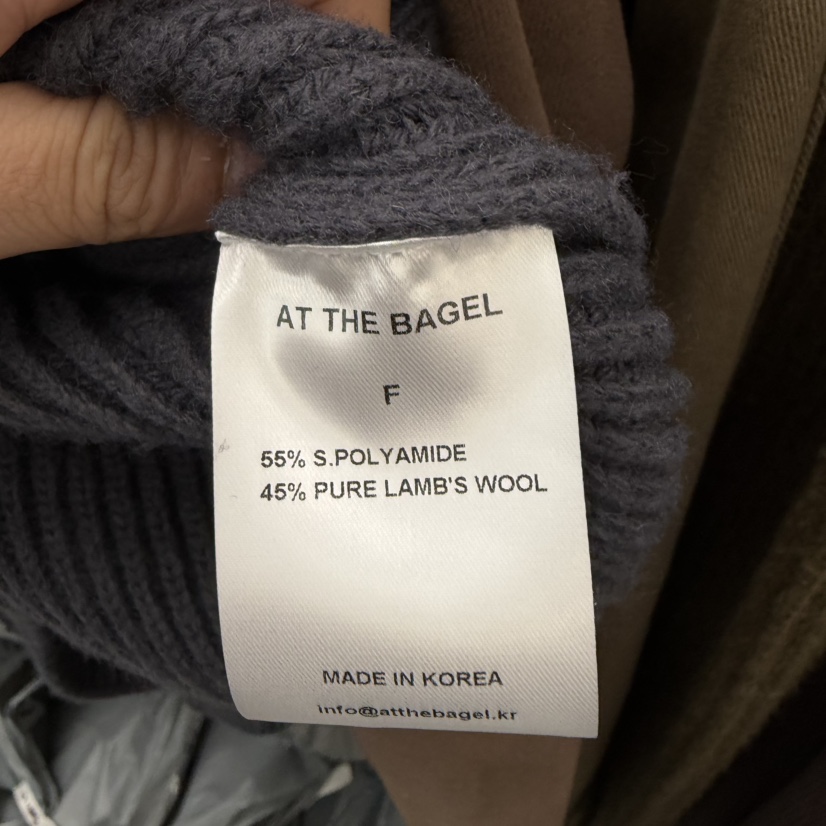 AT THE BAGEL
F
55% S.POLYAMIDE
45% PURE LAMB'S WOOL
MADE IN KOREA
info@atthebagel.kr